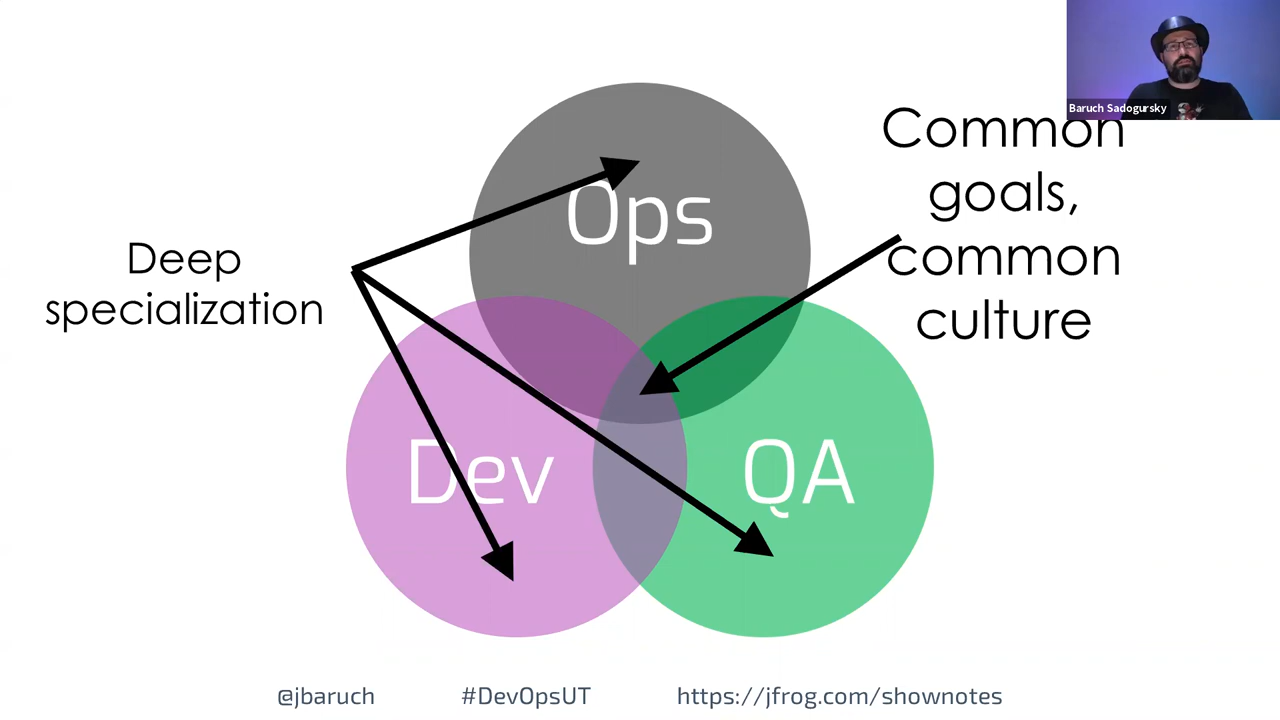 Baruch Sadogursky
Common
goals,
common
culture
Ops
Deep
specialization
Dev
QA
@jbaruch
#DevOpsUT
https://jfrog.com/shownotes